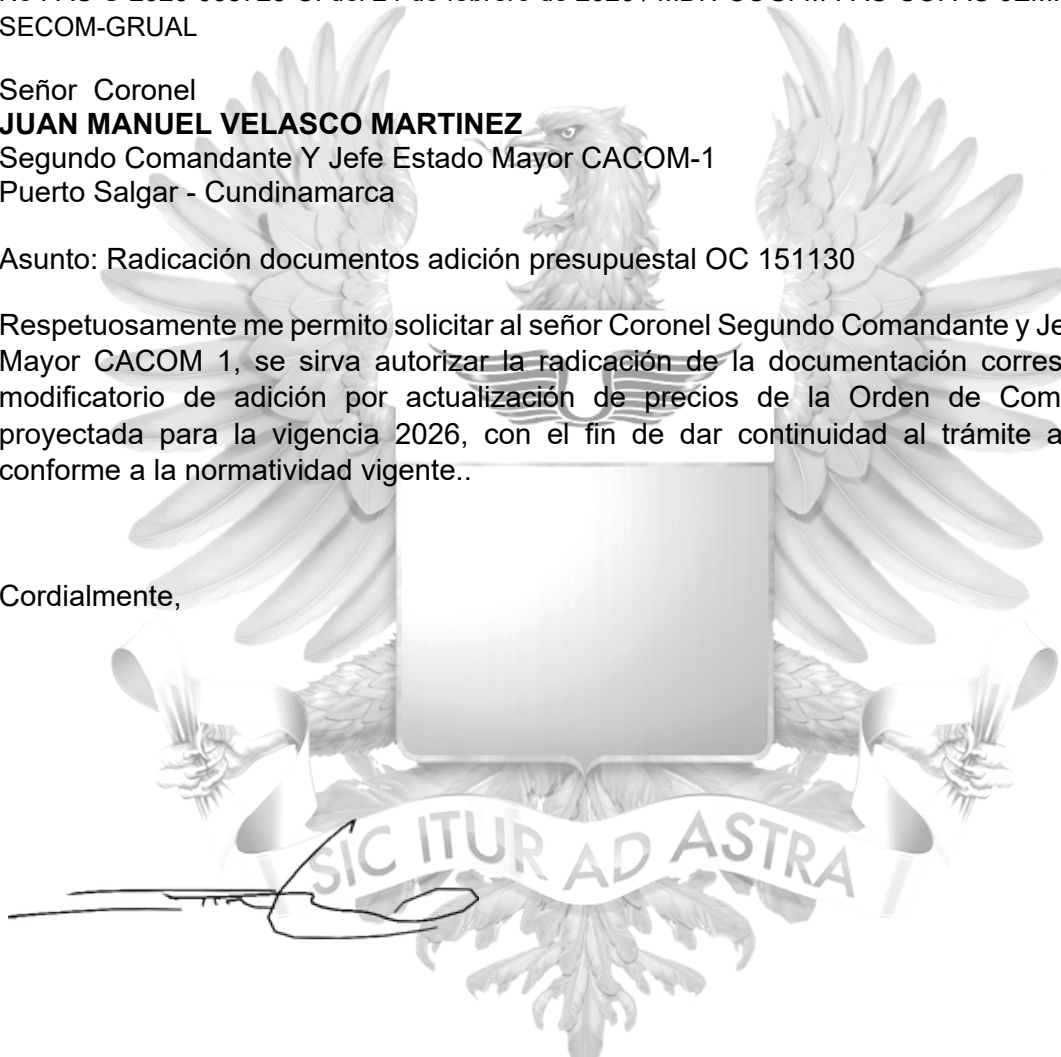 SECOM-GRUAL
Señor Coronel
JUAN MANUEL VELASCO MARTINEZ
Segundo Comandante Y Jefe Estado Mayor CACOM-1
Puerto Salgar - Cundinamarca
Asunto: Radicación documentos adición presupuestal OC 151130
Respetuosamente me permito solicitar al señor Coronel Segundo Comandante y Je
Mayor CACOM 1, se sirva autorizar la radicación de la documentación corres
modificatorio de adición por actualización de precios de la Orden de Com
proyectada para la vigencia 2026, con el fin de dar continuidad al trámite a
conforme a la normatividad vigente..
Cordialmente,
SIC ITUR AD ASTRA